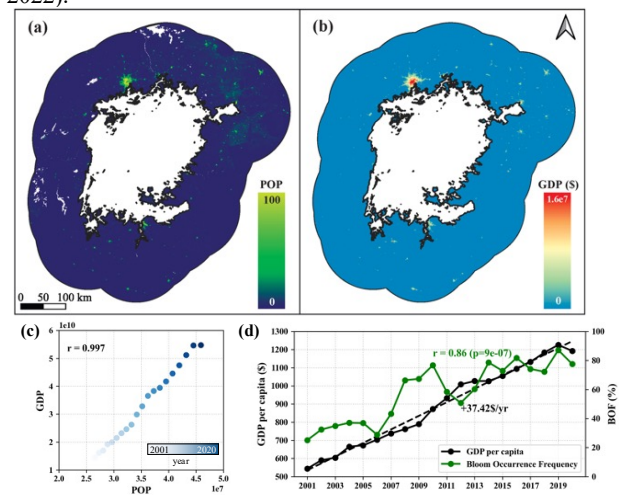 2022).
(a)
(b)
POP
100
0
GDP ($)
1.6e7
0
0 50 100 km
(c)
1e10
r = 0.997
GDP
6
5
4
3
2
1
2001 2020
year
2.0 2.5 3.0 3.5 4.0 4.5 5.0
POP
1e7
(d)
GDP per capita ($)
1300
1200
1100
1000
900
800
700
600
500
r = 0.86 (p=9e-07)
+37.42$/yr
GDP per capita
Bloom Occurrence Frequency
100
80
60
40
20
0
BOF (%)
2001 2003 2005 2007 2009 2011 2013 2015 2017 2019